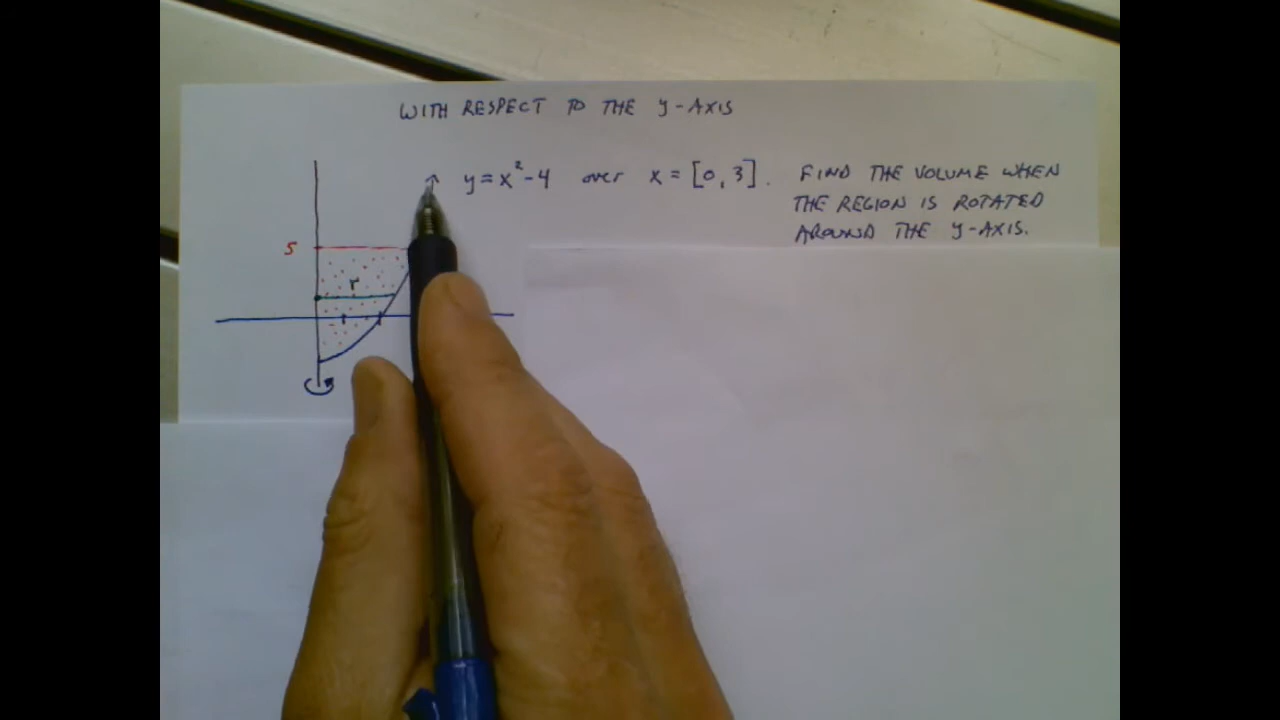 WITH RESPECT TO THE y-AXIS
y = x² - 4 over x = [0, 3]. FIND THE VOLUME WHEN
THE REGION IS ROTATED
AROUND THE y-AXIS.
5
r